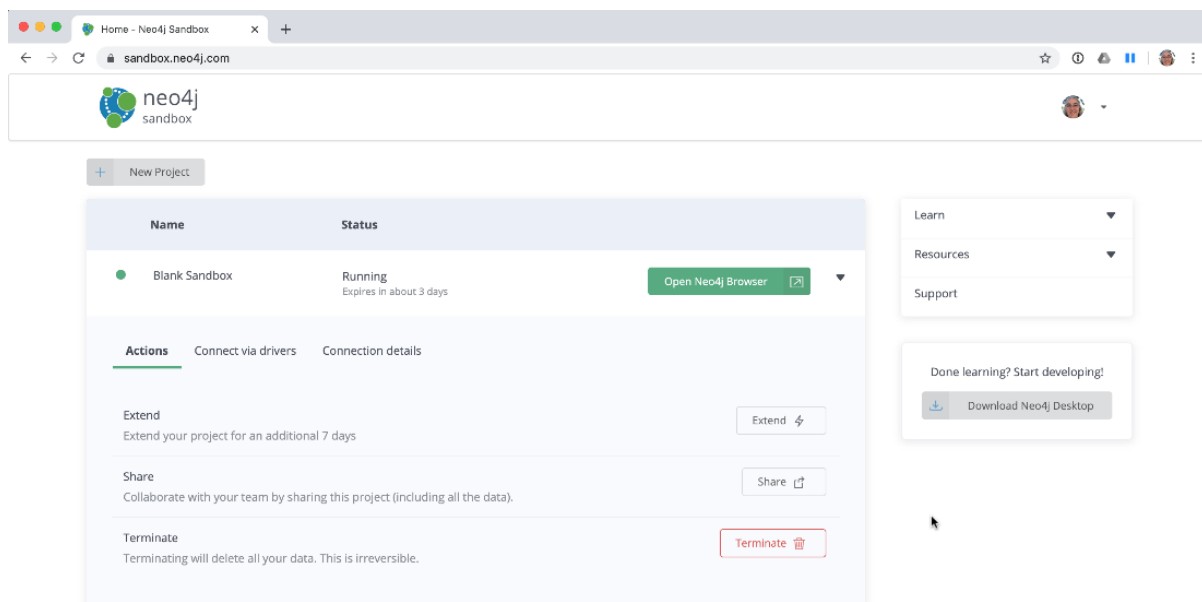 Home - Neo4j Sandbox
sandbox.neo4j.com
neo4j
sandbox
New Project
Name Status
Blank Sandbox Running Open Neo4j Browser
Expires in about 3 days
Actions Connect via drivers Connection details
Extend
Extend your project for an additional 7 days
Extend
Share
Collaborate with your team by sharing this project (including all the data).
Share
Terminate
Terminating will delete all your data. This is irreversible.
Terminate
Learn
Resources
Support
Done learning? Start developing!
Download Neo4j Desktop